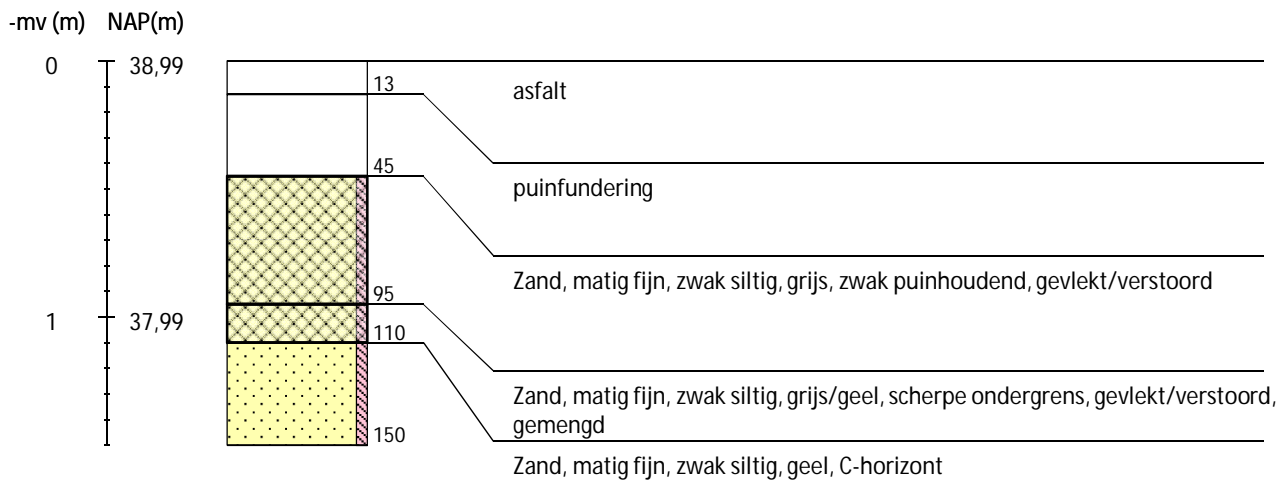 -mv (m) NAP(m)
0 38,99
13
asfalt
45
puinfundering
Zand, matig fijn, zwak siltig, grijs, zwak puinhoudend, gevlekt/verstoord
95
1 37,99
110
Zand, matig fijn, zwak siltig, grijs/geel, scherpe ondergrens, gevlekt/verstoord,
gemengd
150
Zand, matig fijn, zwak siltig, geel, C-horizont